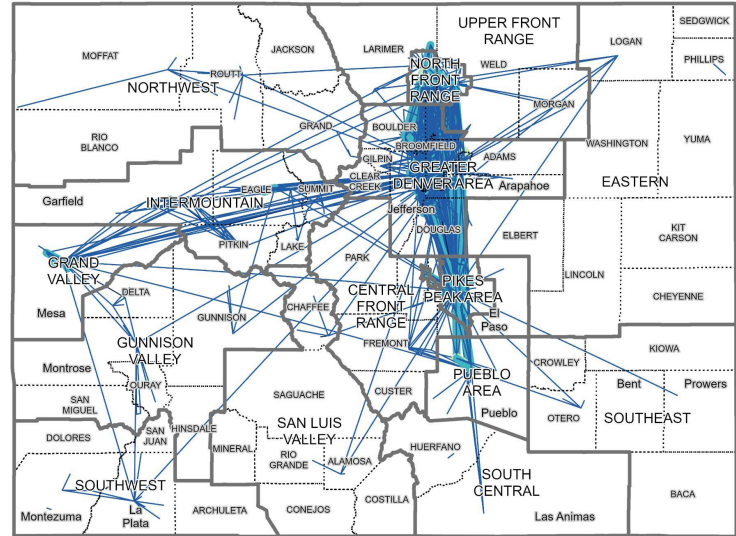 UPPER FRONT
RANGE
SEDGWICK
LOGAN
JACKSON
LARIMER
MOFFAT
WELD
PHILLIPS
NORTH
FRONT
RANGE
ROUTT
NORTHWEST
MORGAN
GRAND
BOULDER
RIO
BLANCO
BROOMFIELD
WASHINGTON
YUMA
GILPIN
ADAMS
GREATER
DENVER AREA
CLEAR
CREEK
EAGLE
SUMMIT
Arapahoe
EASTERN
Garfield
INTERMOUNTAIN
Jefferson
DOUGLAS
ELBERT
KIT
CARSON
PITKIN
LAKE
PARK
GRAND
VALLEY
LINCOLN
PIKES
PEAK AREA
CHEYENNE
DELTA
CENTRAL
FRONT
RANGE
Mesa
GUNNISON
CHAFFEE
El
Paso
GUNNISON
VALLEY
FREMONT
KIOWA
CROWLEY
Montrose
PUEBLO
AREA
OURAY
CUSTER
Bent
Prowers
SAGUACHE
SAN
MIGUEL
Pueblo
OTERO
SOUTHEAST
SAN LUIS
VALLEY
DOLORES
SAN
JUAN
HINSDALE
MINERAL
HUERFANO
RIO
GRANDE
ALAMOSA
SOUTH
CENTRAL
SOUTHWEST
COSTILLA
BACA
Montezuma
La
Plata
ARCHULETA
CONEJOS
Las Animas